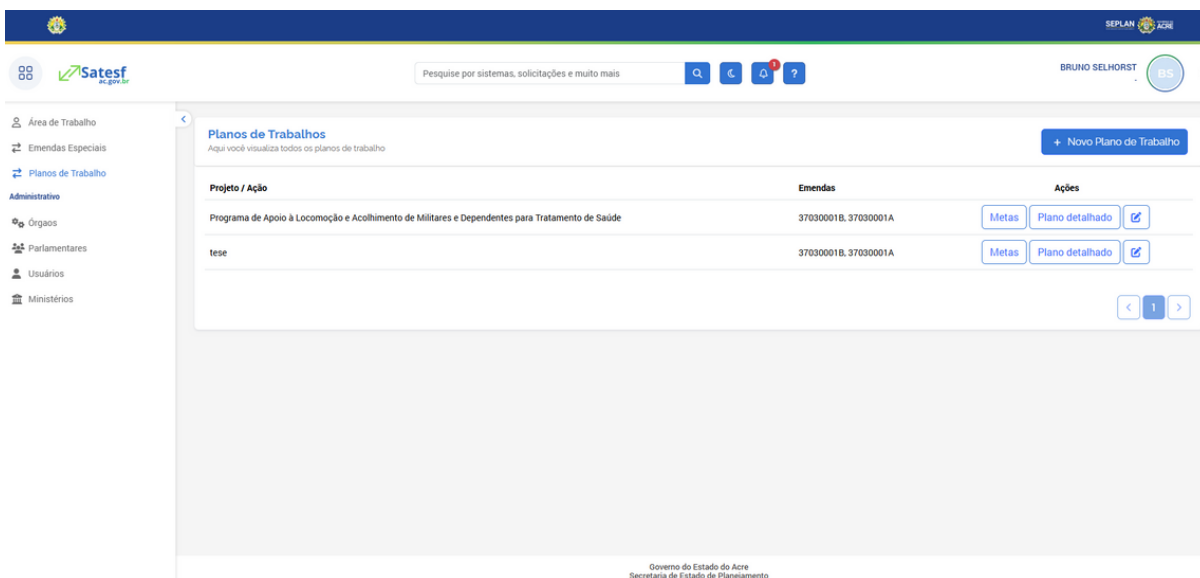 SEPLAN
ACRE
Satesf
ac.gov.br
Pesquise por sistemas, solicitações e muito mais
1
?
BRUNO SELHORST
-
BS
Área de Trabalho
Emendas Especiais
Planos de Trabalho
Administrativo
Órgaos
Parlamentares
Usuários
Ministérios
Planos de Trabalhos
Aqui você visualiza todos os planos de trabalho
+ Novo Plano de Trabalho
Projeto / Ação Emendas Ações
Programa de Apoio à Locomoção e Acolhimento de Militares e Dependentes para Tratamento de Saúde 37030001B, 37030001A Metas Plano detalhado
tese 37030001B, 37030001A Metas Plano detalhado
< 1 >
Governo do Estado do Acre
Secretaria de Estado de Planejamento